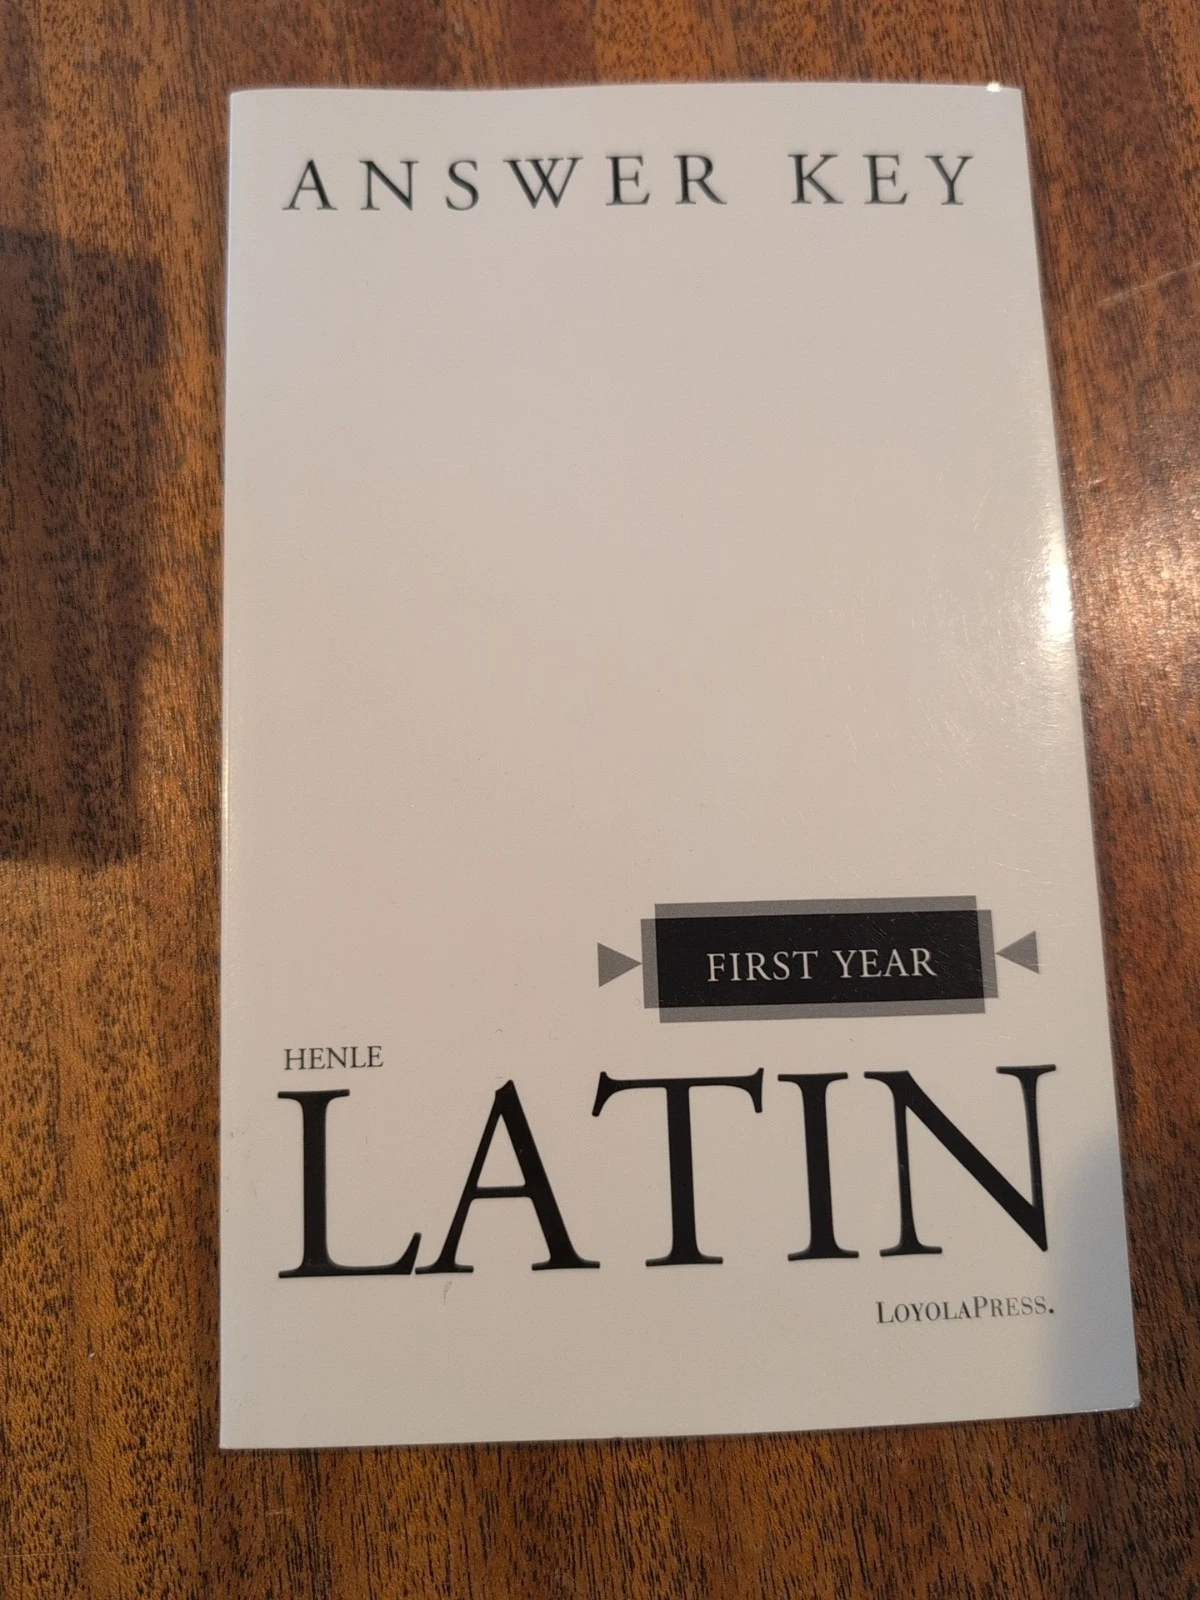 ANSWER KEY
FIRST YEAR
HENLE
LATIN
LOYOLAPRESS.